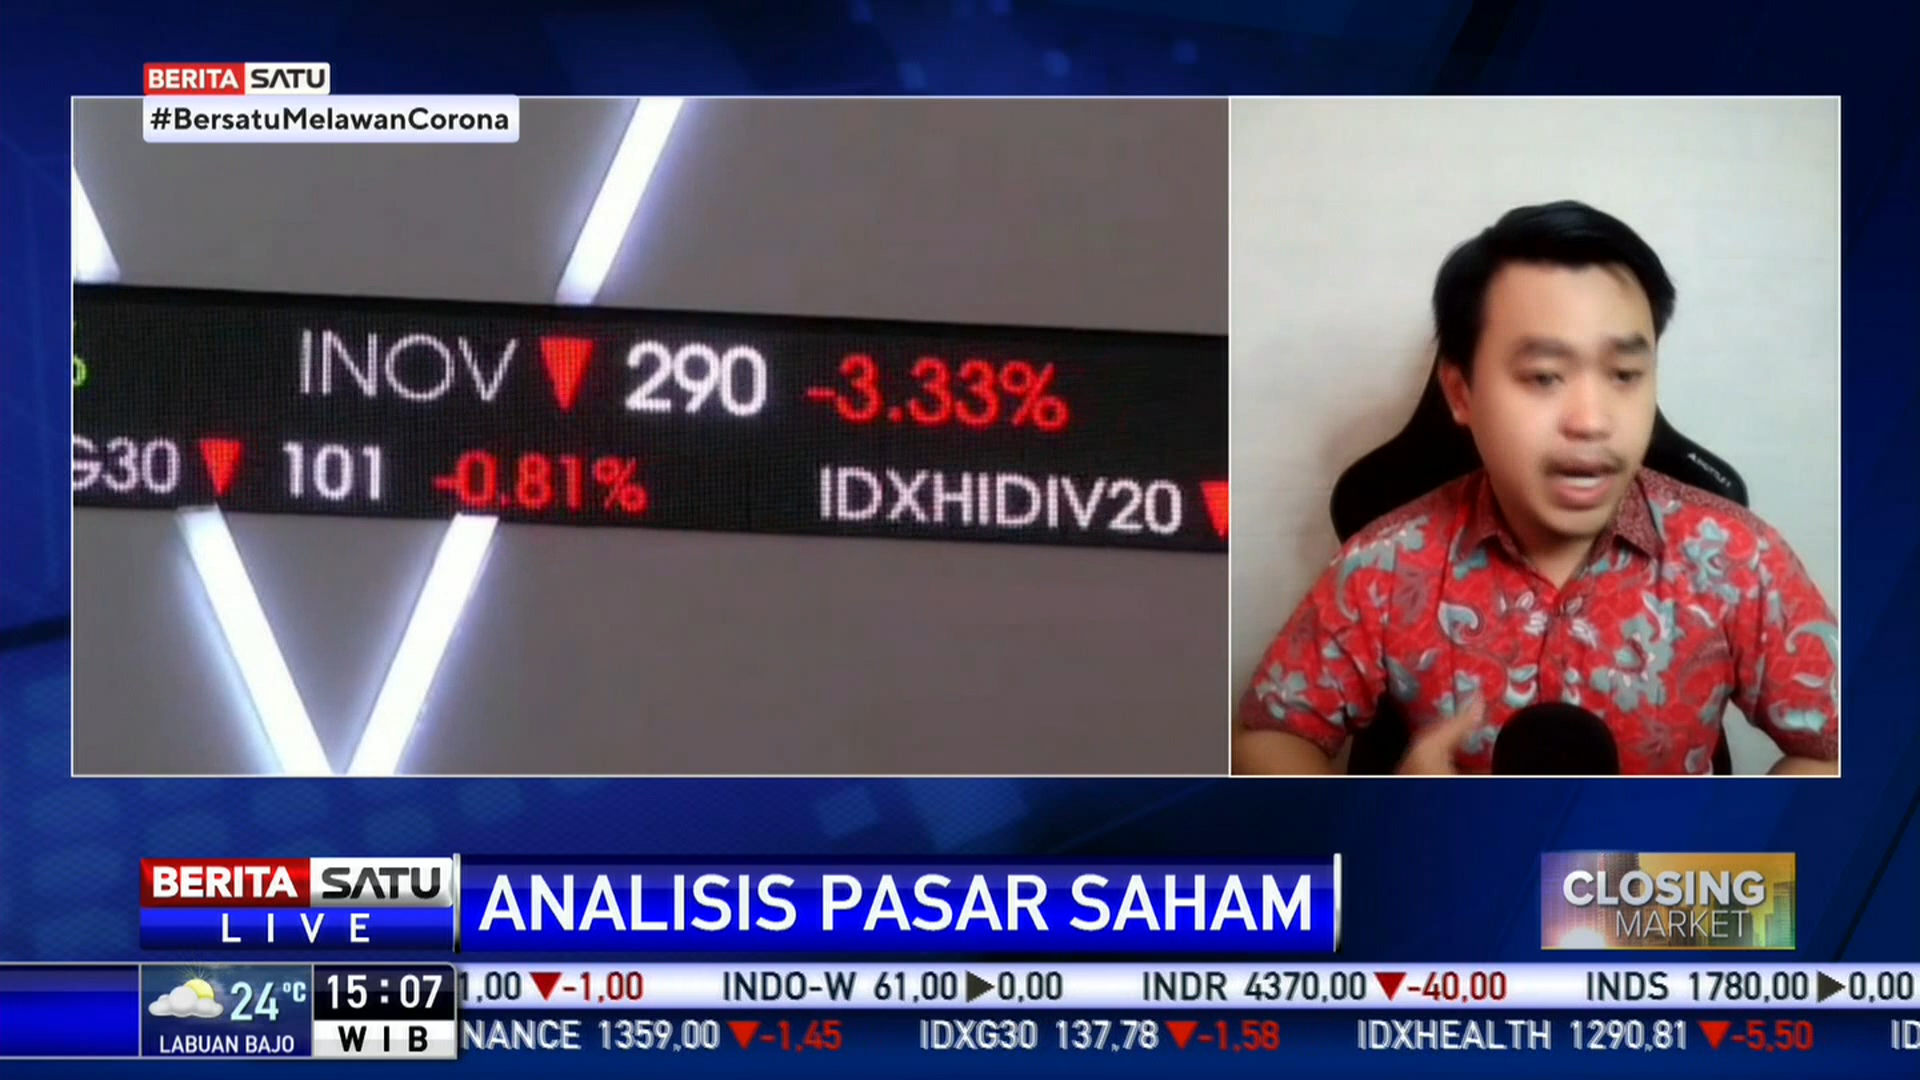 BERITA SATU
#BersatuMelawanCorona
INOV ▼ 290 -3.33%
G30 ▼ 101 -0.81% IDXHIDIV20 ▼
BERITA SATU
LIVE
ANALISIS PASAR SAHAM
CLOSING
MARKET
24°C
LABUAN BAJO
15:07
WIB
1,00 ▼-1,00 INDO-W 61,00 ▶0,00 INDR 4370,00 ▼-40,00 INDS 1780,00 ▶0,00
NANCE 1359,00 ▼-1,45 IDXG30 137,78 ▼-1,58 IDXHEALTH 1290,81 ▼-5,50 ID